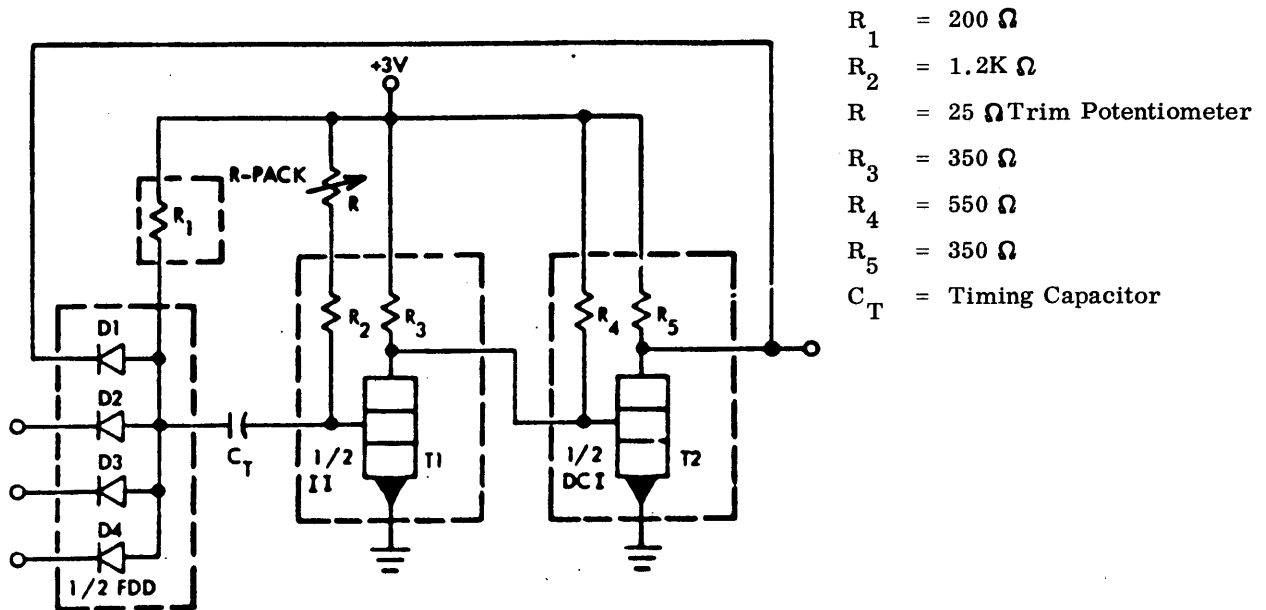 +3V
R-PACK
R
R1
R2
R3
R4
R5
D1
D2
D3
D4
CT
1/2 FDD
1/2
II
T1
1/2
DCI
T2
R1 = 200 Ω
R2 = 1.2K Ω
R = 25 Ω Trim Potentiometer
R3 = 350 Ω
R4 = 550 Ω
R5 = 350 Ω
CT = Timing Capacitor